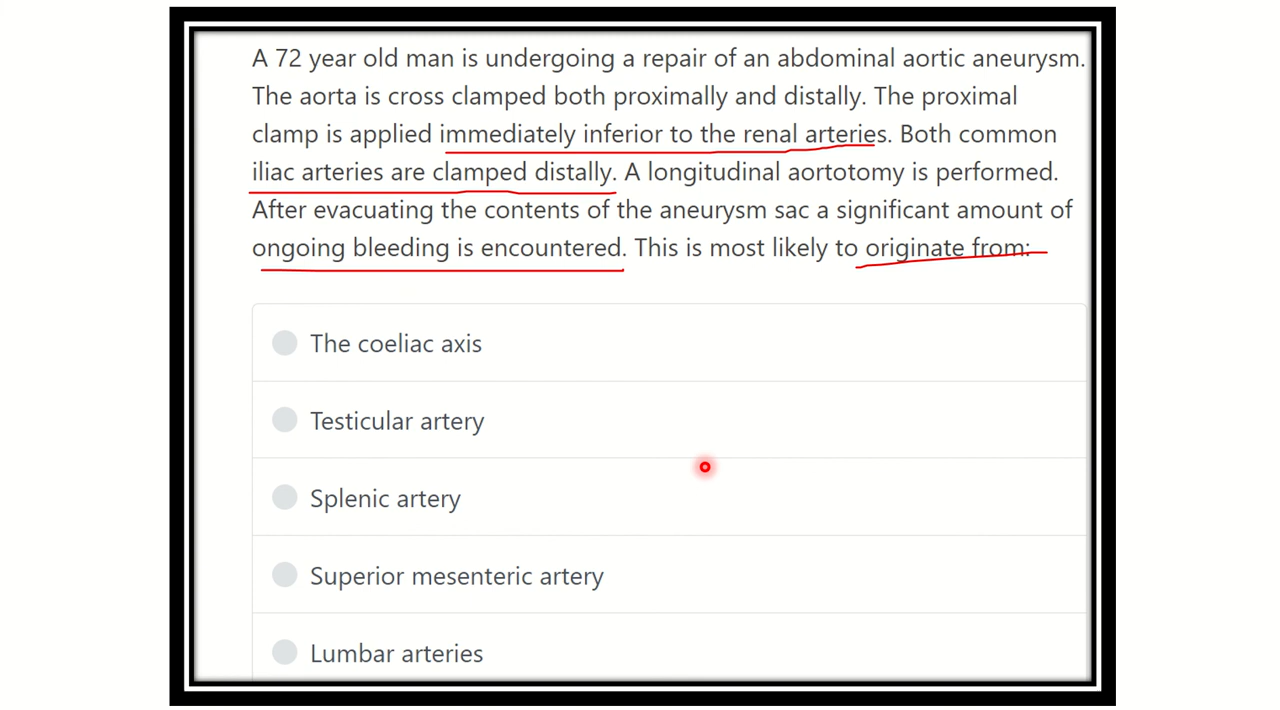 A 72 year old man is undergoing a repair of an abdominal aortic aneurysm.
The aorta is cross clamped both proximally and distally. The proximal
clamp is applied immediately inferior to the renal arteries. Both common
iliac arteries are clamped distally. A longitudinal aortotomy is performed.
After evacuating the contents of the aneurysm sac a significant amount of
ongoing bleeding is encountered. This is most likely to originate from:
The coeliac axis
Testicular artery
Splenic artery
Superior mesenteric artery
Lumbar arteries